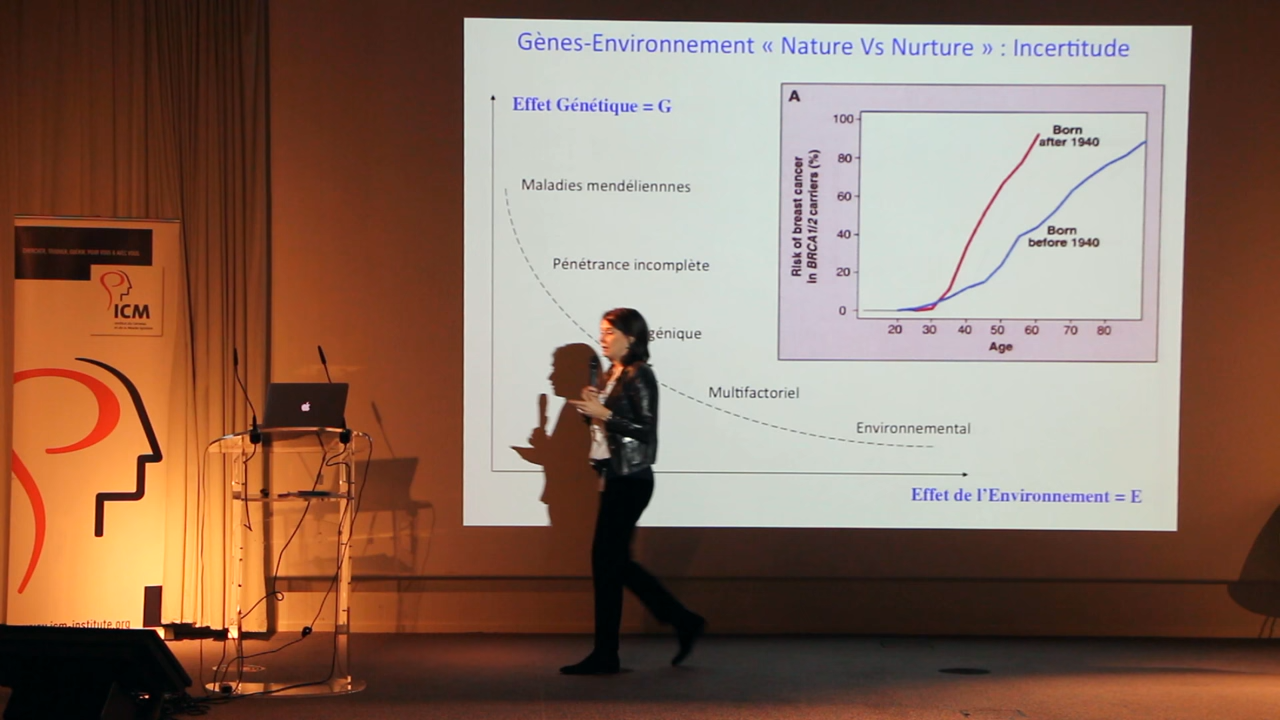 Gènes-Environnement « Nature Vs Nurture » : Incertitude
Effet Génétique = G
Maladies mendéliennnes
Pénétrance incomplète
génique
Multifactoriel
Environnemental
Effet de l'Environnement = E
A
Risk of breast cancer
in BRCA1/2 carriers (%)
100
80
60
40
20
0
Born
after 1940
Born
before 1940
20 30 40 50 60 70 80
Age
ICM
icm-institute.org